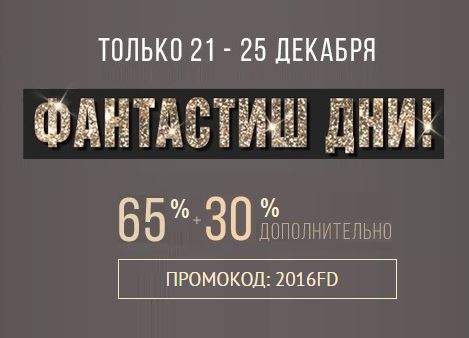 ТОЛЬКО 21 - 25 ДЕКАБРЯ
ФАНТАСТИШ ДНИ!
65% + 30% ДОПОЛНИТЕЛЬНО
ПРОМОКОД: 2016FD